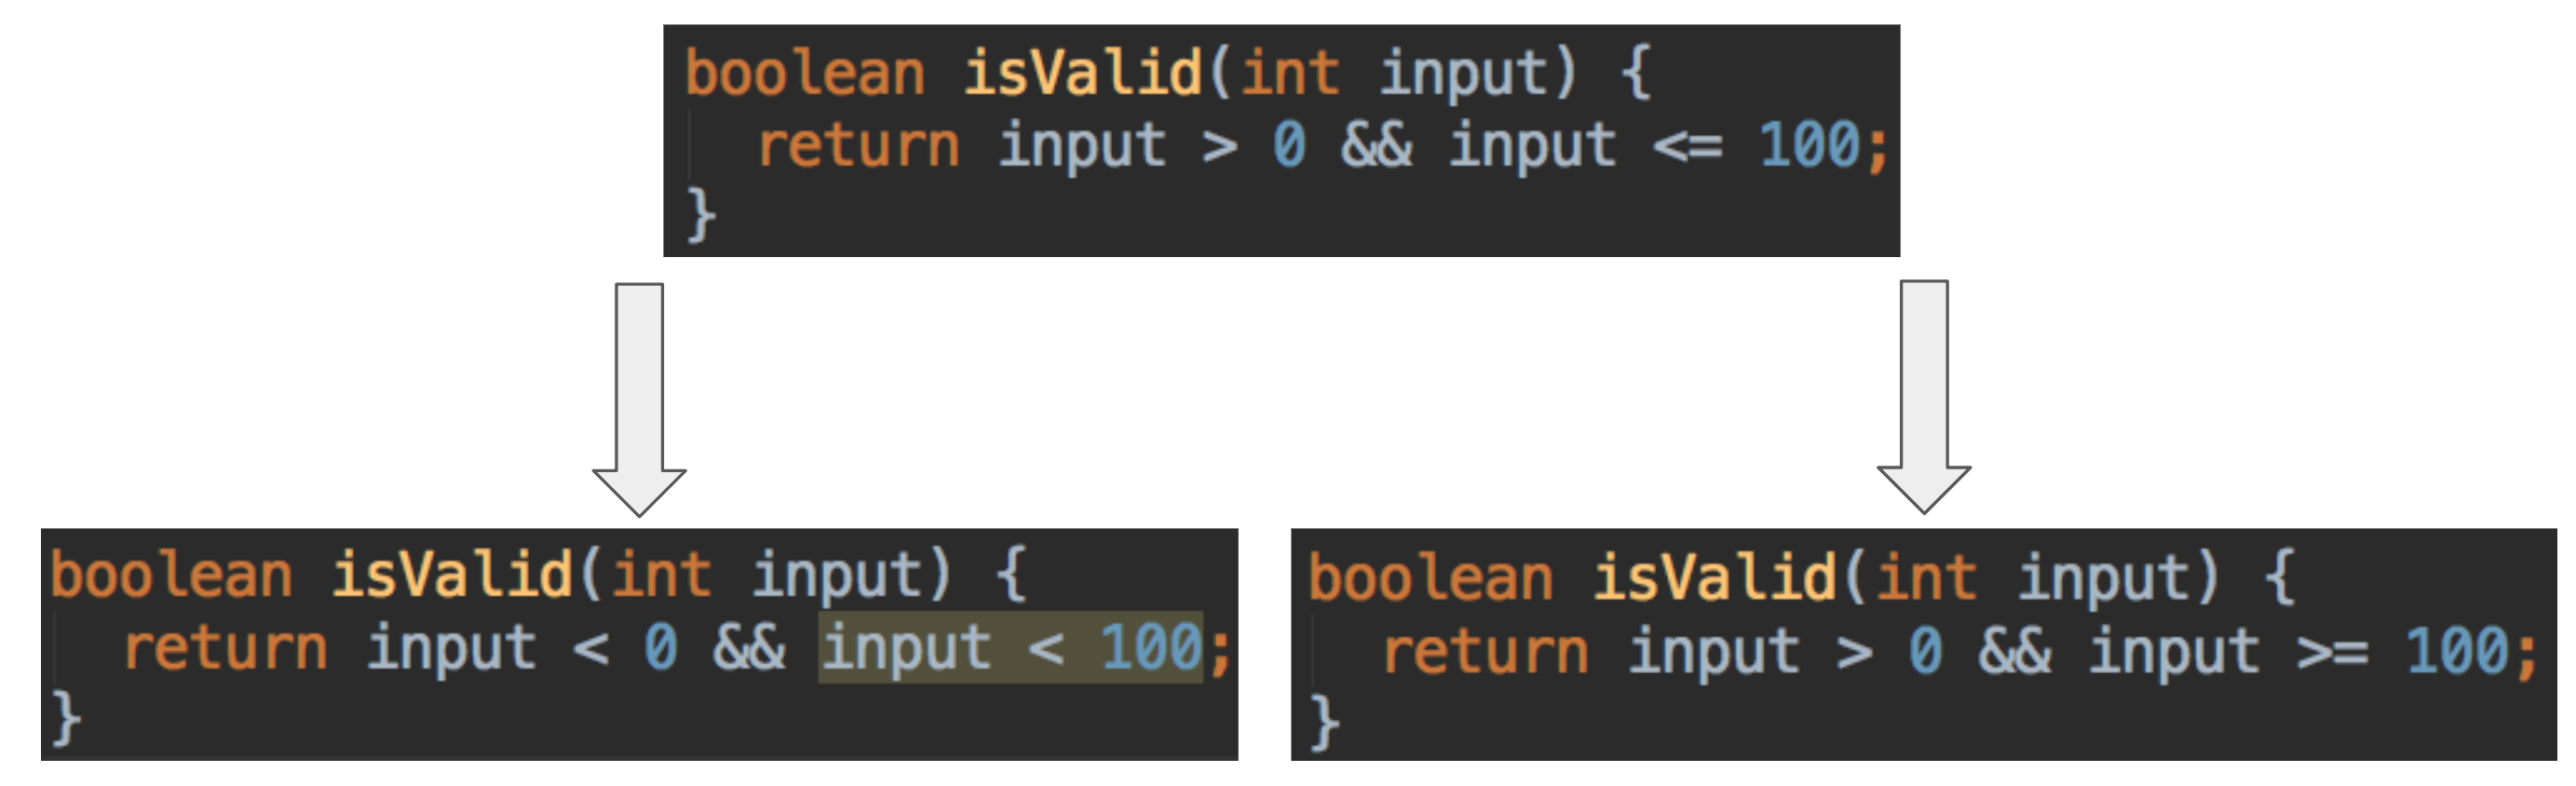 boolean isValid(int input) {
return input > 0 && input <= 100;
}
boolean isValid(int input) {
return input < 0 && input < 100;
}
boolean isValid(int input) {
return input > 0 && input >= 100;
}